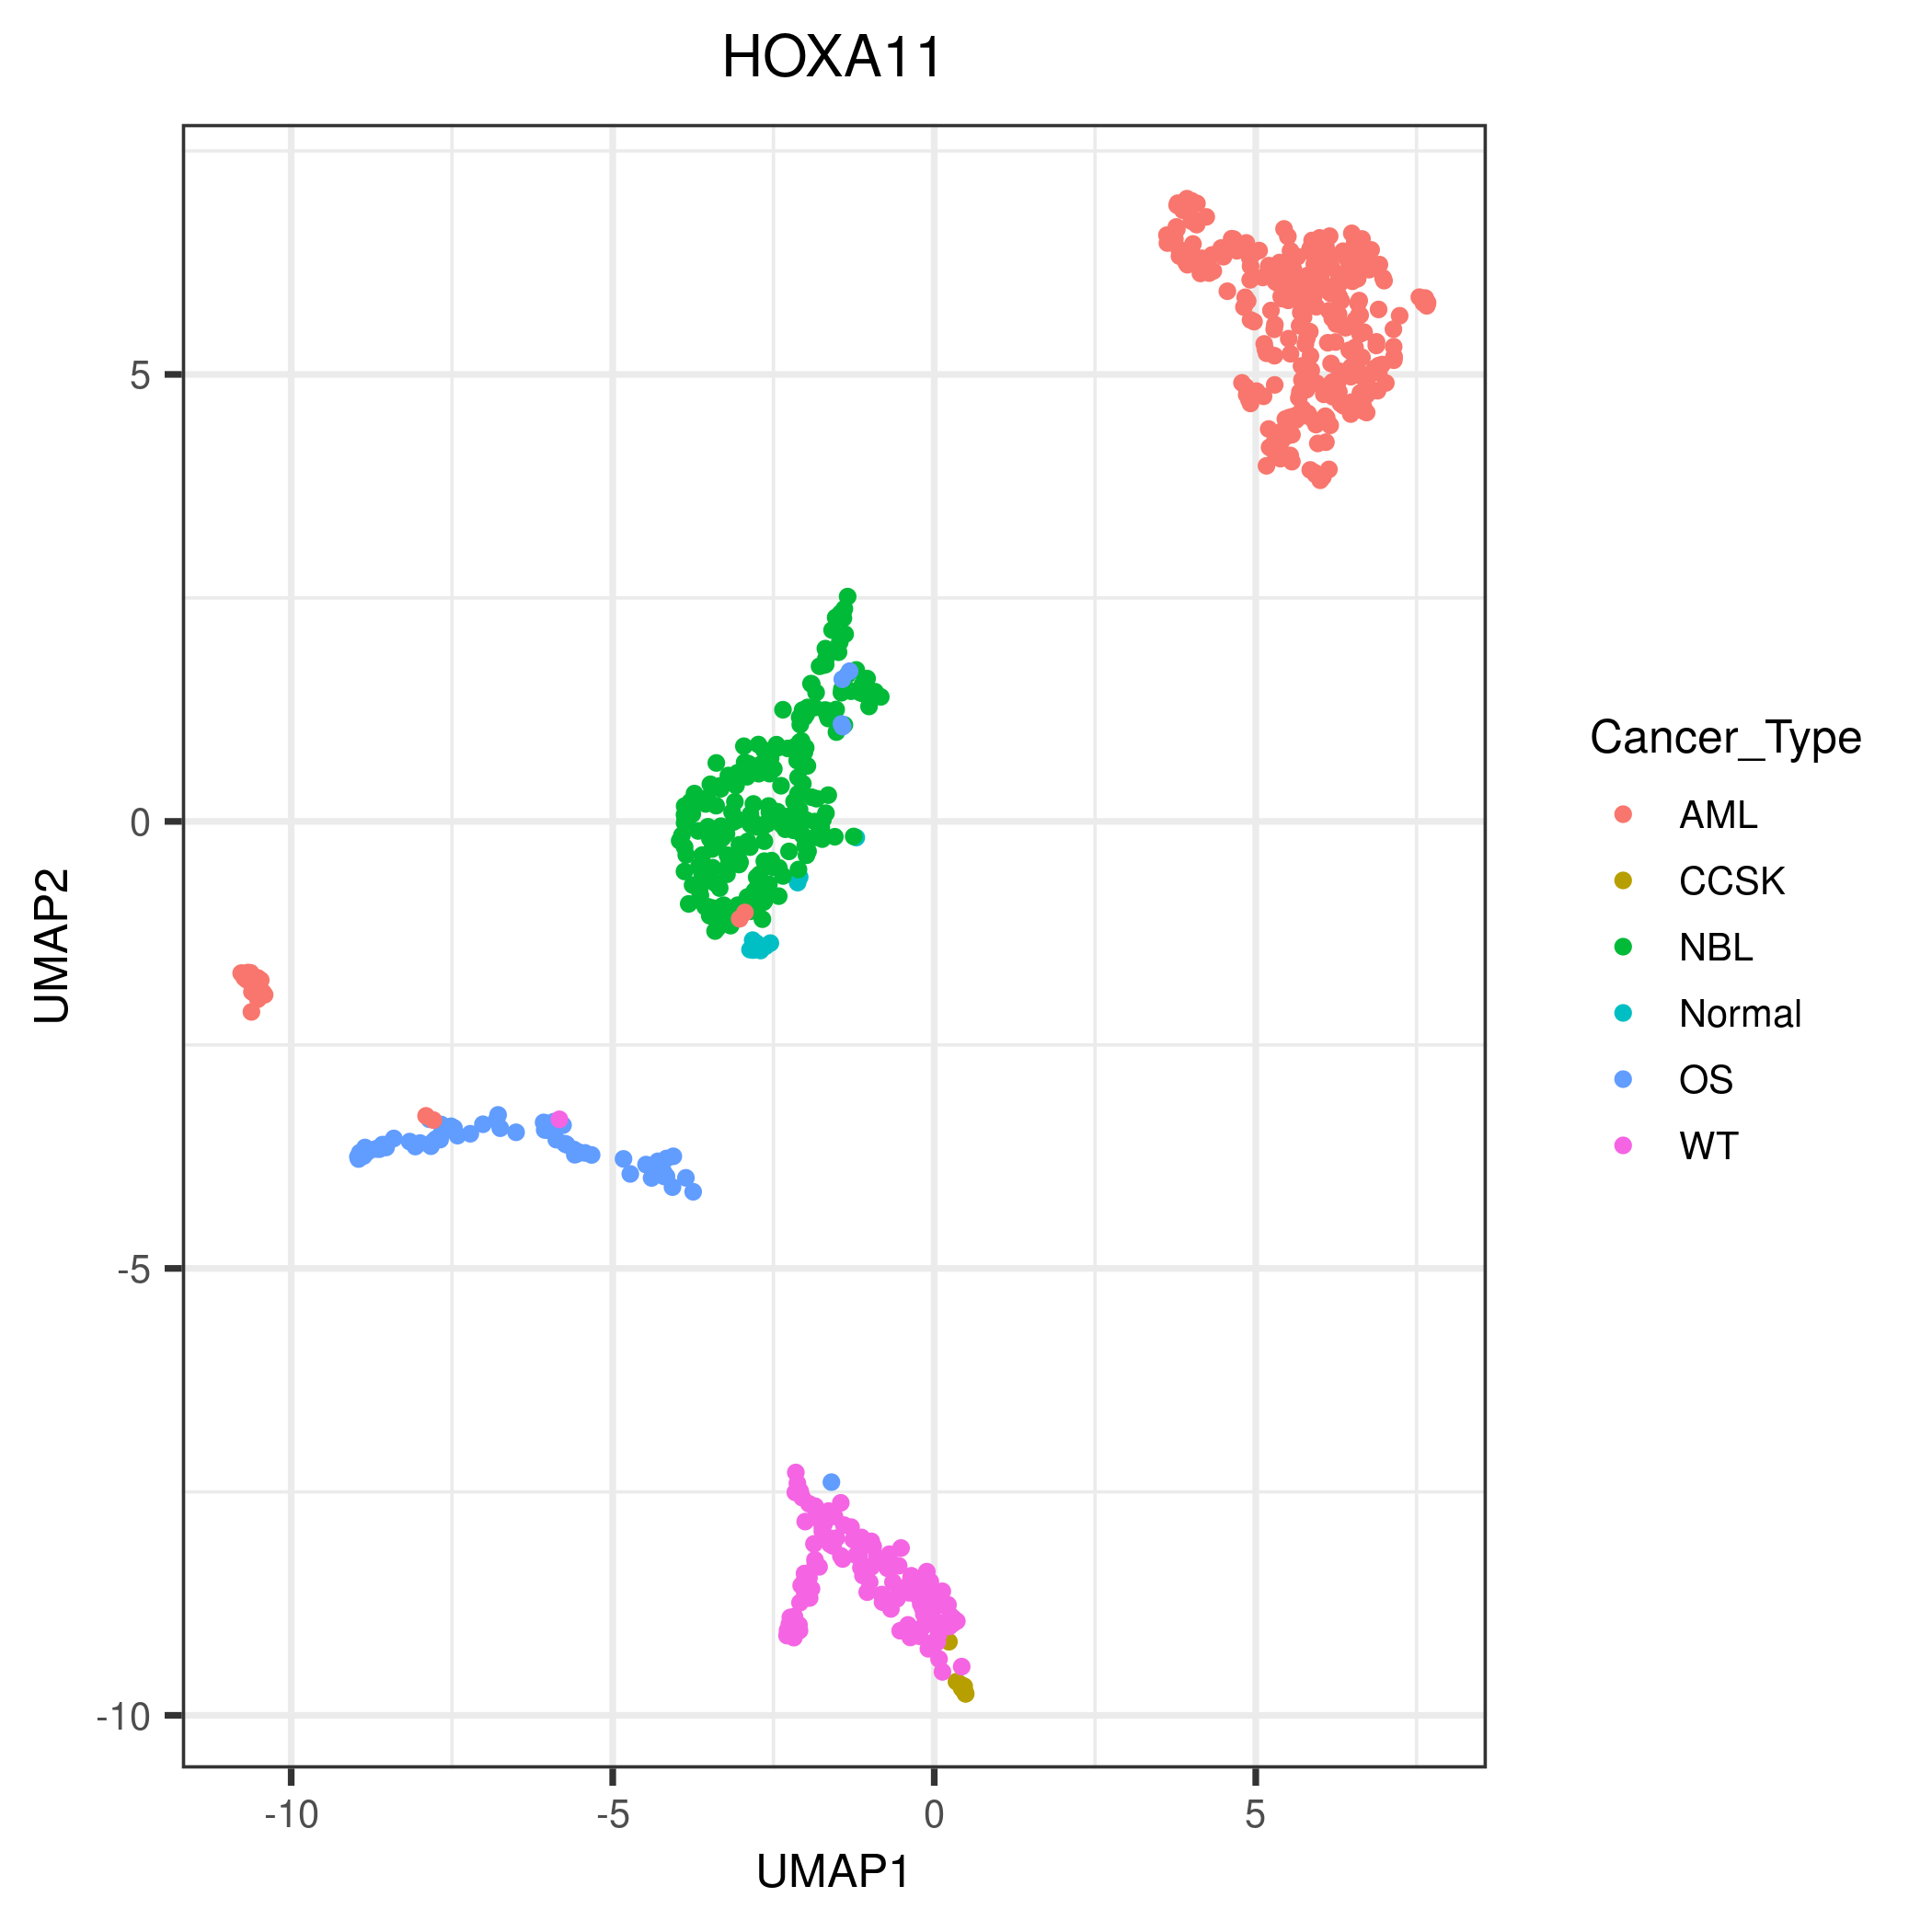 HOXA11
5
0
-5
-10
UMAP2
-10 -5 0 5
UMAP1
Cancer_Type
AML
CCSK
NBL
Normal
OS
WT